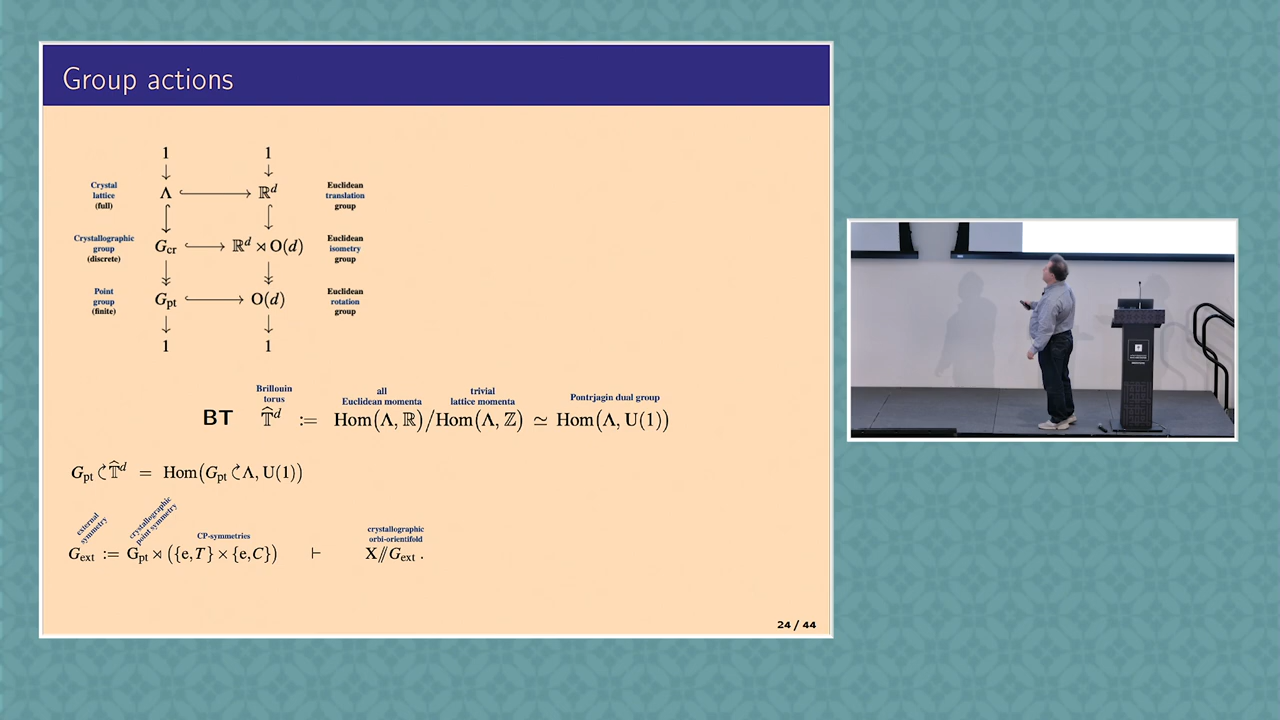 Group actions
1 1
Crystal lattice (full) Λ ⟶ ℝᵈ Euclidean translation group
Crystallographic group (discrete) G_cr ⟶ ℝᵈ ⋊ O(d) Euclidean isometry group
Point group (finite) G_pt ⟶ O(d) Euclidean rotation group
1 1
Brillouin torus
all Euclidean momenta
trivial lattice momenta
Pontrjagin dual group
BT 𝕋̂ᵈ := Hom(Λ, ℝ)/Hom(Λ, ℤ) ≃ Hom(Λ, U(1))
G_pt ⤿ 𝕋̂ᵈ = Hom(G_pt ⤿ Λ, U(1))
external symmetry
crystallographic point symmetry
CP-symmetries
crystallographic orbi-orientifold
G_ext := G_pt ⋊ ({e, T} × {e, C}) ⊢ X⫽G_ext .
24 / 44